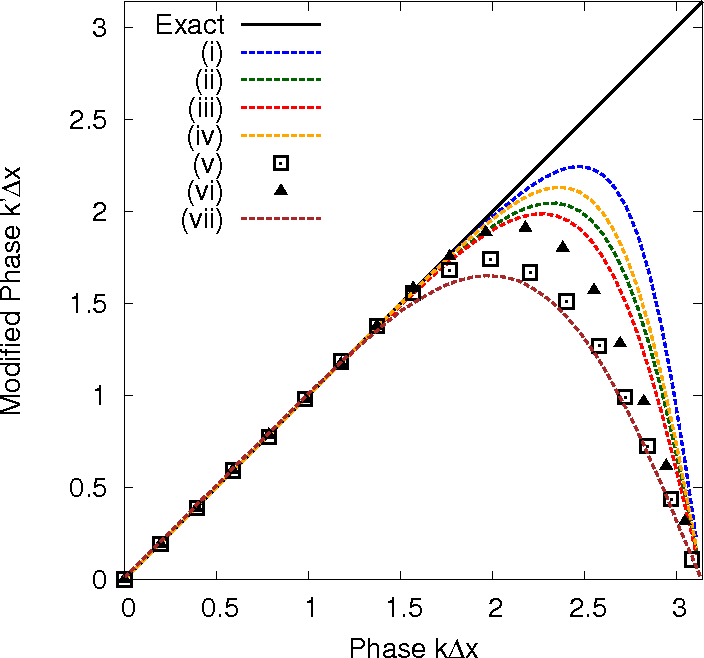 3
2.5
2
1.5
1
0.5
0
Modified Phase k'Δx
Exact
(i)
(ii)
(iii)
(iv)
(v)
(vi)
(vii)
0 0.5 1 1.5 2 2.5 3
Phase kΔx